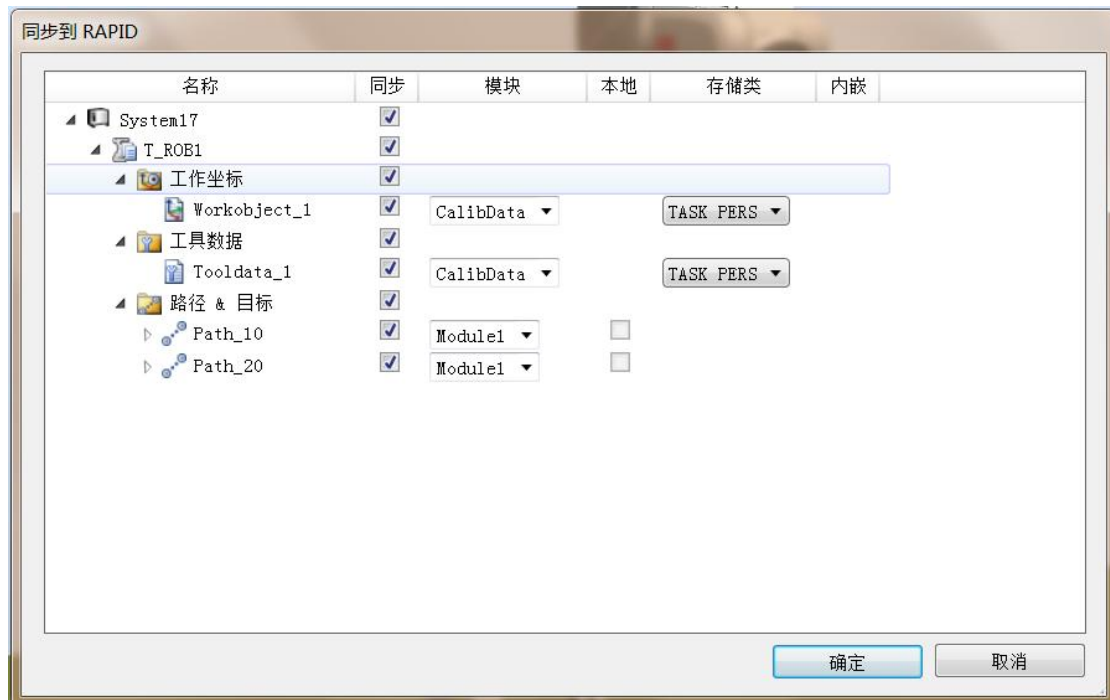 同步到 RAPID
名称 同步 模块 本地 存储类 内嵌
System17
T_ROB1
工作坐标
Workobject_1 CalibData TASK PERS
工具数据
Tooldata_1 CalibData TASK PERS
路径 & 目标
Path_10 Module1
Path_20 Module1
确定 取消